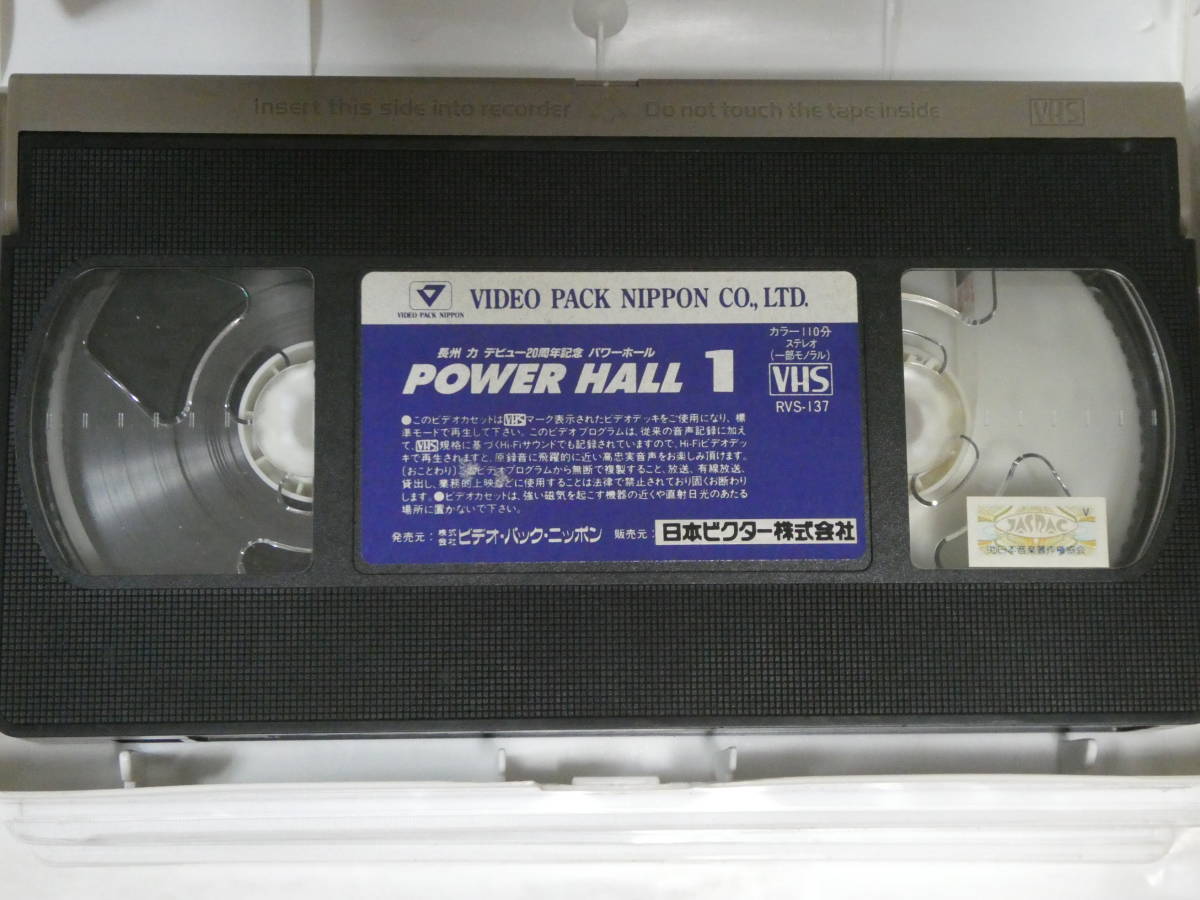 Insert this side into recorder
Do not touch the tape inside
VHS
VIDEO PACK NIPPON
VIDEO PACK NIPPON CO., LTD.
長州 力 デビュー20周年記念 パワーホール
POWER HALL 1
カラー110分
ステレオ
(一部モノラル)
VHS
RVS-137
●このビデオカセットはVHSマーク表示されたビデオデッキをご使用になり、標
準モードで再生して下さい。このビデオプログラムは、従来の音声記録に加え
て、VHS規格に基づくHi-Fiサウンドでも記録されていますので、Hi-Fiビデオデッ
キで再生されますと、原録音に飛躍的に近い高忠実音声をお楽しみ頂けます。
(おことわり)このビデオプログラムから無断で複製すること、放送、有線放送、
貸出し、業務的上映などに使用することは法律で禁止されており固くお断わり
します。●ビデオカセットは、強い磁気を起こす機器の近くや直射日光のあたる
場所に置かないで下さい。
発売元: 株式会社ビデオ・パック・ニッポン 販売元: 日本ビクター株式会社
V
JASRAC
日本音楽著作権協会